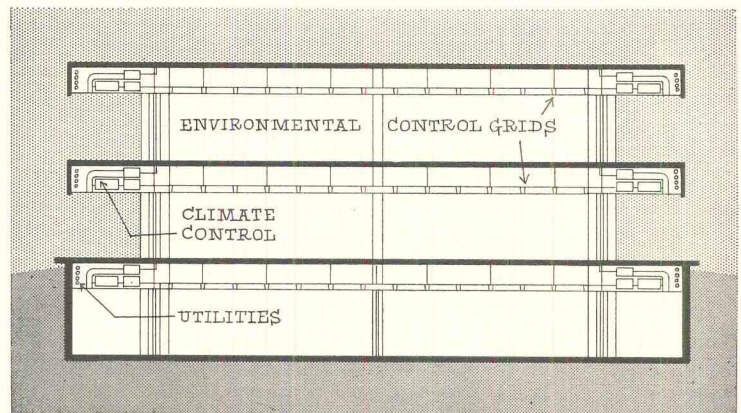 ENVIRONMENTAL CONTROL GRIDS
CLIMATE
CONTROL
UTILITIES